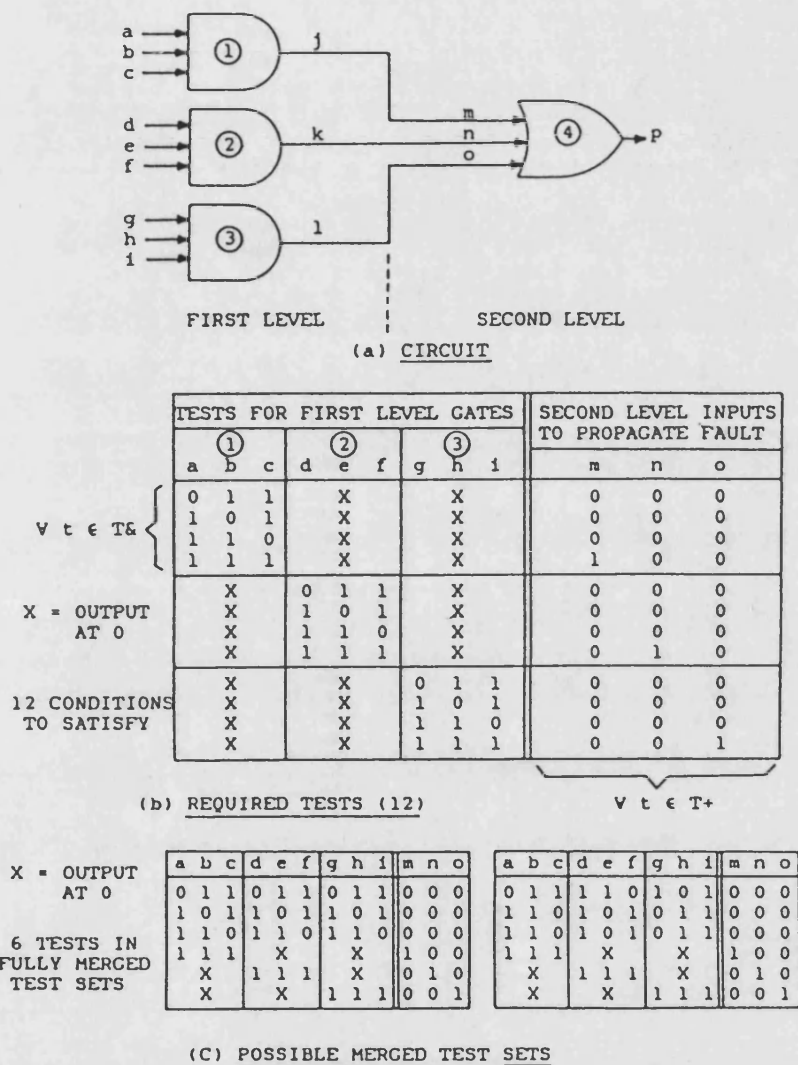 a
b
c
①
j
d
e
f
②
k
m
n
o
④
P
g
h
i
③
l
FIRST LEVEL SECOND LEVEL
(a) CIRCUIT
TESTS FOR FIRST LEVEL GATES SECOND LEVEL INPUTS
TO PROPAGATE FAULT
① ② ③
a b c d e f g h i m n o
0 1 1 X X 0 0 0
1 0 1 X X 0 0 0
1 1 0 X X 0 0 0
1 1 1 X X 1 0 0
∀ t ϵ T&
X 0 1 1 X 0 0 0
X 1 0 1 X 0 0 0
X 1 1 0 X 0 0 0
X 1 1 1 X 0 1 0
X = OUTPUT
AT 0
X X 0 1 1 0 0 0
X X 1 0 1 0 0 0
X X 1 1 0 0 0 0
X X 1 1 1 0 0 1
12 CONDITIONS
TO SATISFY
(b) REQUIRED TESTS (12) ∀ t ϵ T+
X = OUTPUT
AT 0
6 TESTS IN
FULLY MERGED
TEST SETS
a b c d e f g h i m n o
0 1 1 0 1 1 0 1 1 0 0 0
1 0 1 1 0 1 1 0 1 0 0 0
1 1 0 1 1 0 1 1 0 0 0 0
1 1 1 X X 1 0 0
X 1 1 1 X 0 1 0
X X 1 1 1 0 0 1
a b c d e f g h i m n o
0 1 1 1 1 0 1 0 1 0 0 0
1 1 0 1 0 1 0 1 1 0 0 0
1 1 0 1 0 1 0 1 1 0 0 0
1 1 1 X X 1 0 0
X 1 1 1 X 0 1 0
X X 1 1 1 0 0 1
(C) POSSIBLE MERGED TEST SETS